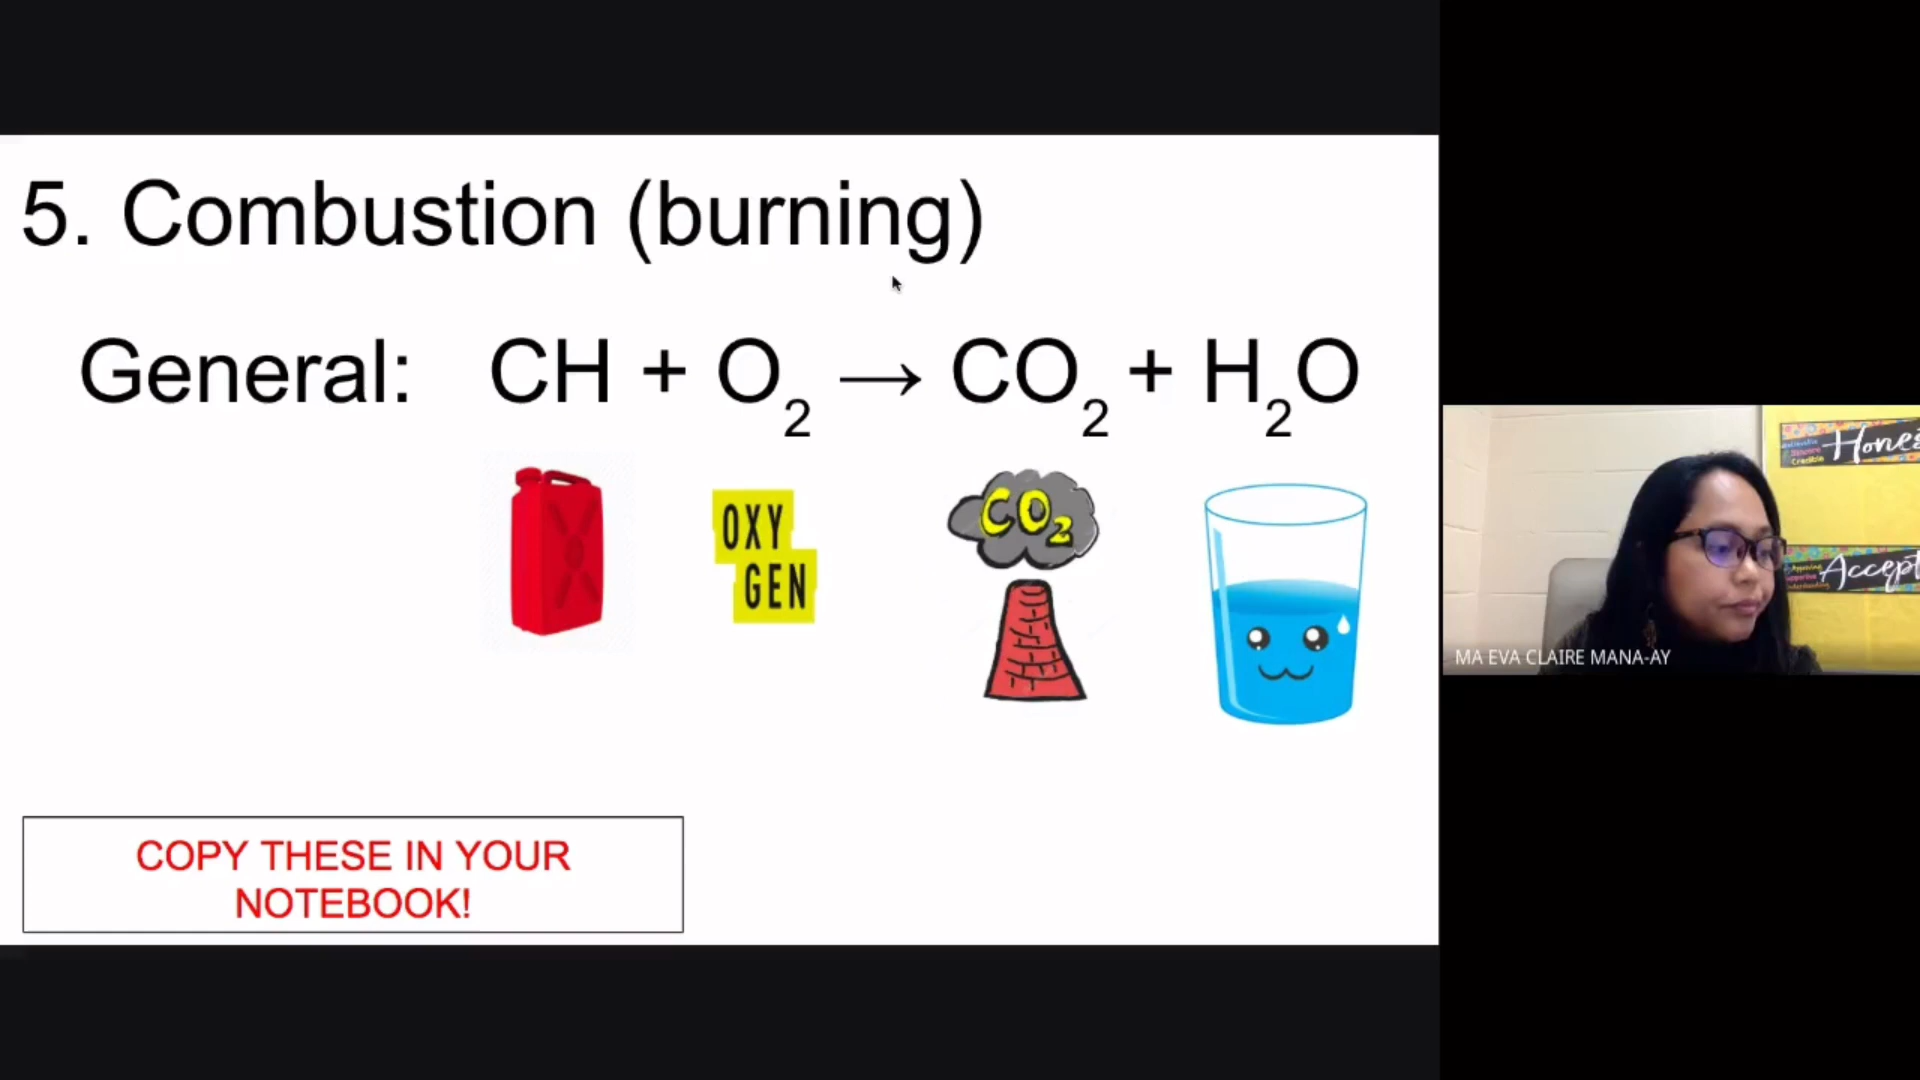 5. Combustion (burning)
General: CH + O₂ → CO₂ + H₂O
OXY
GEN
CO₂
COPY THESE IN YOUR
NOTEBOOK!
Hones
Accept
MA EVA CLAIRE MANA-AY